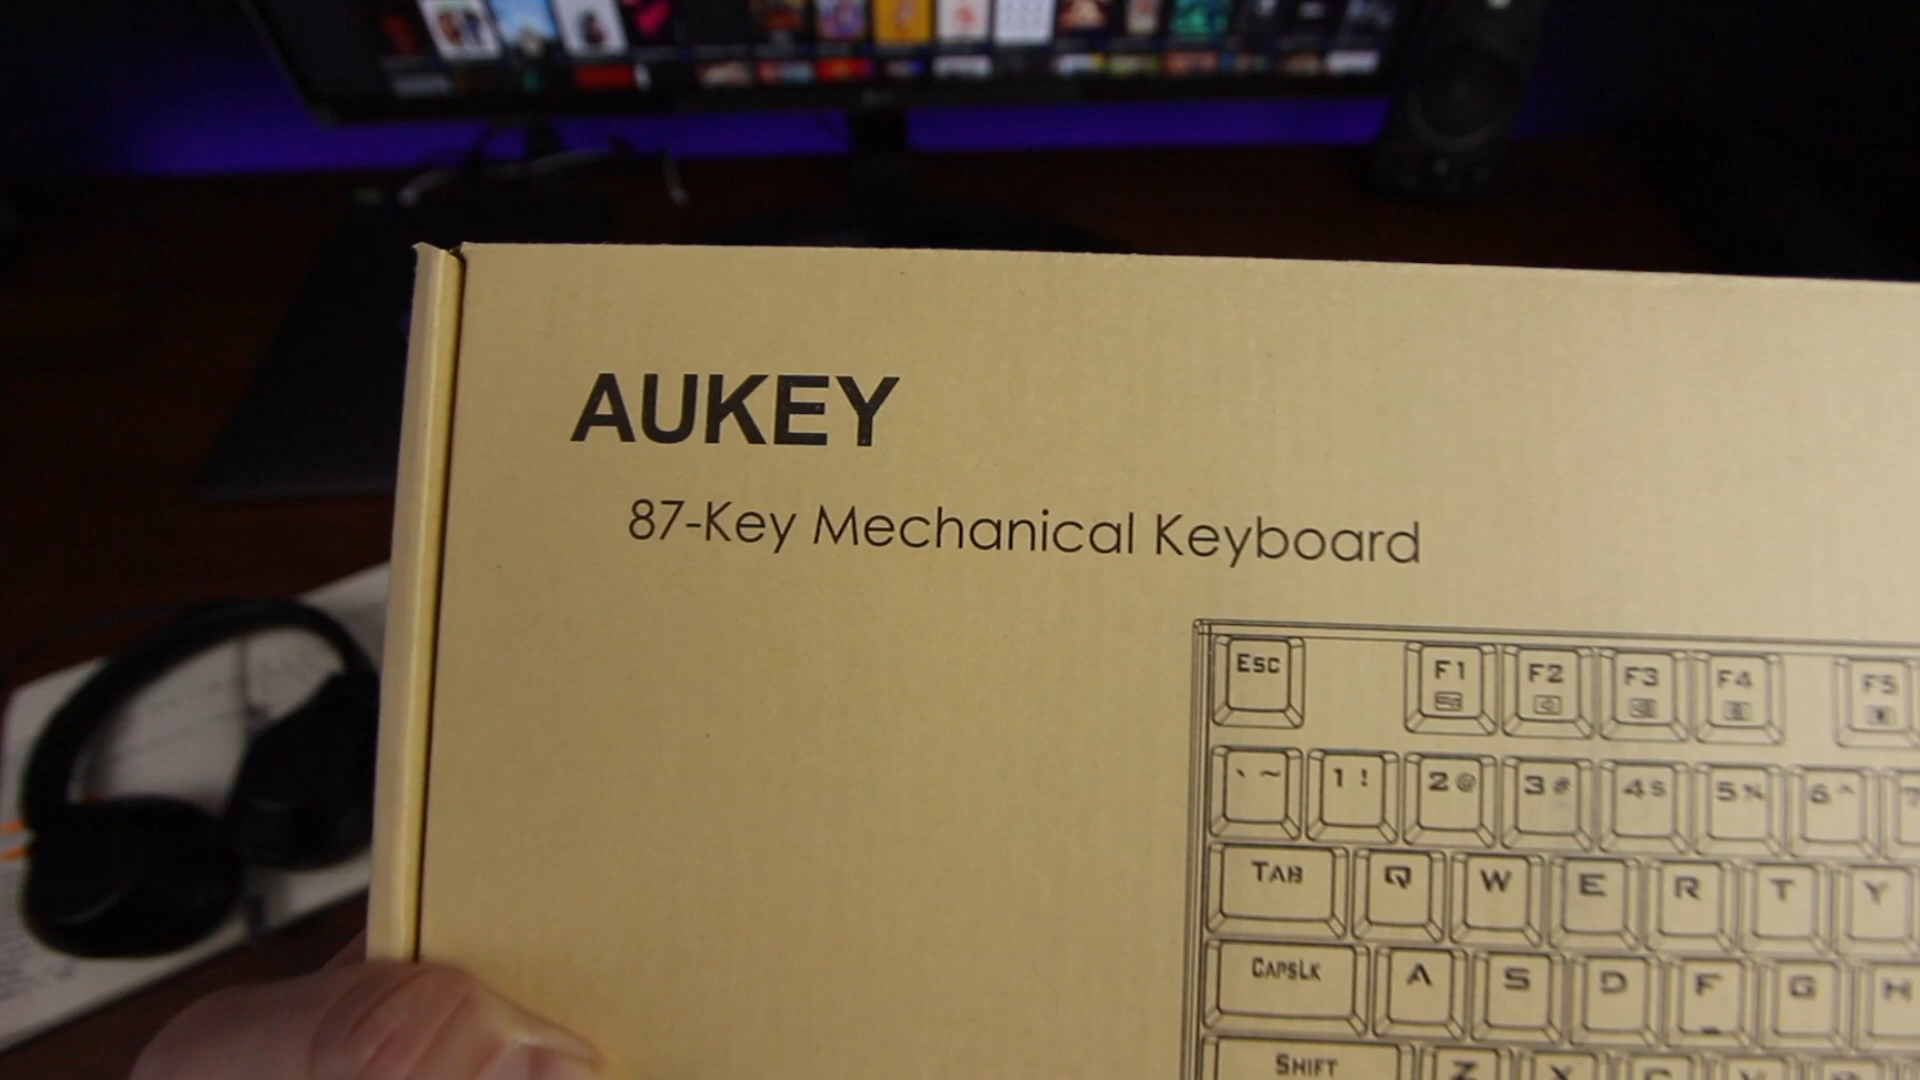 AUKEY
87-Key Mechanical Keyboard
ESC F1 F2 F3 F4 F5
` ~ 1 ! 2 @ 3 # 4 $ 5 % 6 ^ 7
TAB Q W E R T Y
CAPSLK A S D F G H
SHIFT Z X C V